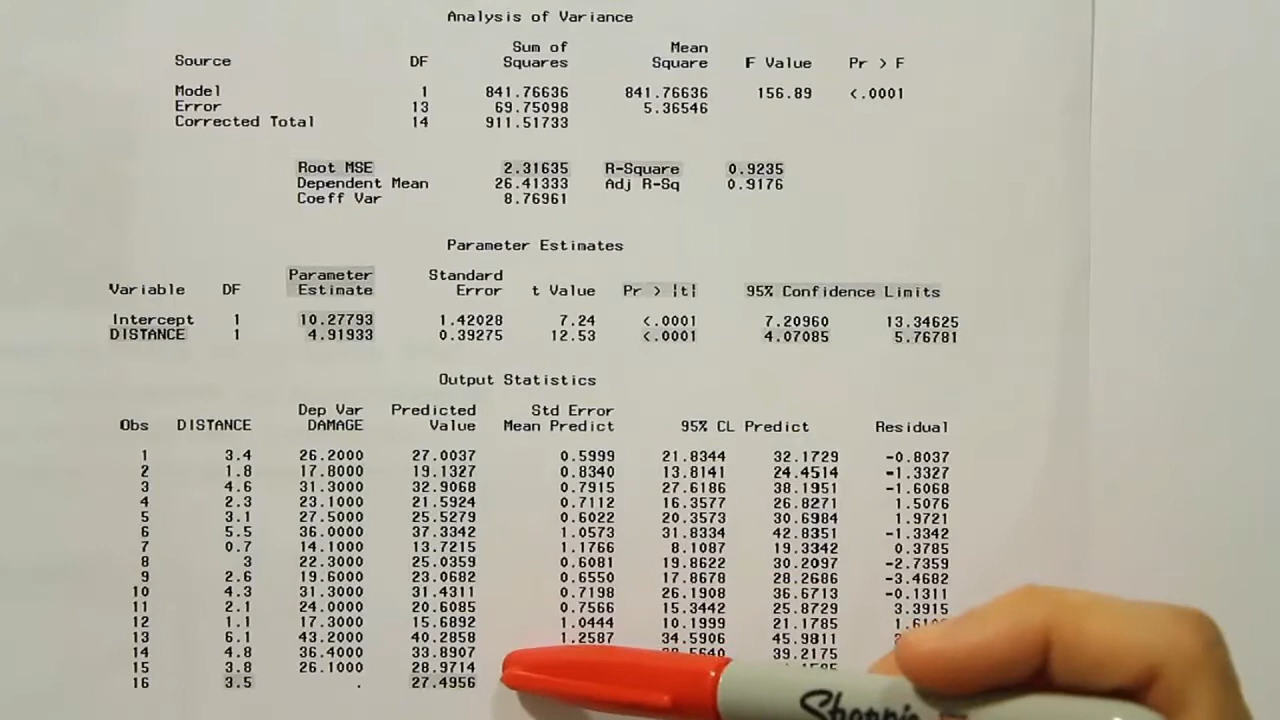 Analysis of Variance
Sum of Mean
Source DF Squares Square F Value Pr > F
Model 1 841.76636 841.76636 156.89 <.0001
Error 13 69.75098 5.36546
Corrected Total 14 911.51733
Root MSE 2.31635 R-Square 0.9235
Dependent Mean 26.41333 Adj R-Sq 0.9176
Coeff Var 8.76961
Parameter Estimates
Parameter Standard
Variable DF Estimate Error t Value Pr > |t| 95% Confidence Limits
Intercept 1 10.27793 1.42028 7.24 <.0001 7.20960 13.34625
DISTANCE 1 4.91933 0.39275 12.53 <.0001 4.07085 5.76781
Output Statistics
Dep Var Predicted Std Error
Obs DISTANCE DAMAGE Value Mean Predict 95% CL Predict Residual
1 3.4 26.2000 27.0037 0.5999 21.8344 32.1729 -0.8037
2 1.8 17.8000 19.1327 0.8340 13.8141 24.4514 -1.3327
3 4.6 31.3000 32.9068 0.7915 27.6186 38.1951 -1.6068
4 2.3 23.1000 21.5924 0.7112 16.3577 26.8271 1.5076
5 3.1 27.5000 25.5279 0.6022 20.3573 30.6984 1.9721
6 5.5 36.0000 37.3342 1.0573 31.8334 42.8351 -1.3342
7 0.7 14.1000 13.7215 1.1766 8.1087 19.3342 0.3785
8 3 22.3000 25.0359 0.6081 19.8622 30.2097 -2.7359
9 2.6 19.6000 23.0682 0.6550 17.8678 28.2686 -3.4682
10 4.3 31.3000 31.4311 0.7198 26.1908 36.6713 -0.1311
11 2.1 24.0000 20.6085 0.7566 15.3442 25.8729 3.3915
12 1.1 17.3000 15.6892 1.0444 10.1999 21.1785
13 6.1 43.2000 40.2858 1.2587 34.5906 45.9811
14 4.8 36.4000 33.8907 39.2175
15 3.8 26.1000 28.9714
16 3.5 . 27.4956
Sharpie